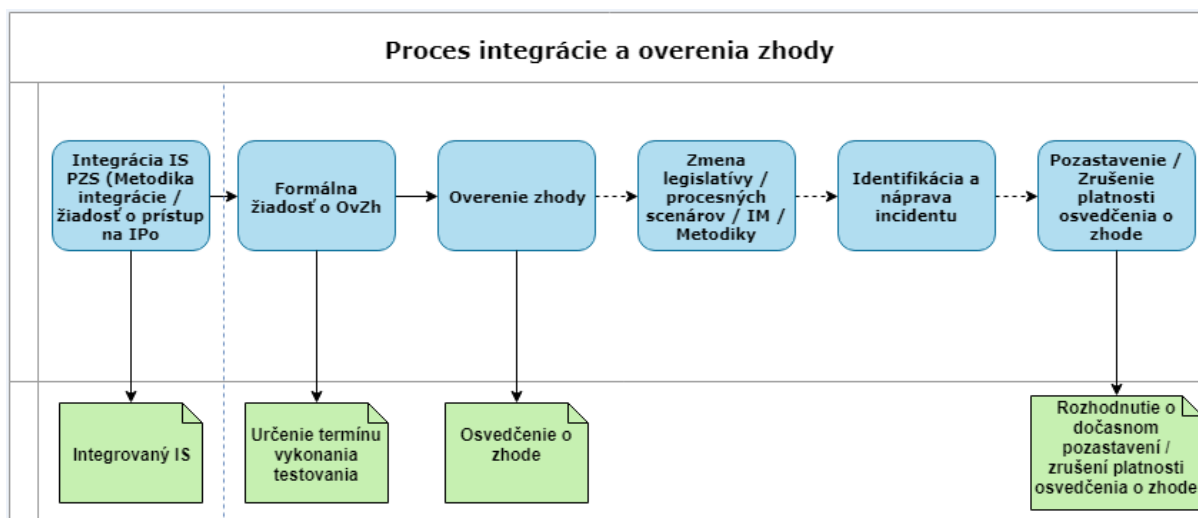 Proces integrácie a overenia zhody
Integrácia IS
PZS (Metodika
integrácie /
žiadosť o prístup
na IPo
Formálna
žiadosť o OvZh
Overenie zhody
Zmena
legislatívy /
procesných
scenárov / IM /
Metodiky
Identifikácia a
náprava
incidentu
Pozastavenie /
Zrušenie
platnosti
osvedčenia o
zhode
Integrovaný IS
Určenie termínu
vykonania
testovania
Osvedčenie o
zhode
Rozhodnutie o
dočasnom
pozastavení /
zrušení platnosti
osvedčenia o zhode